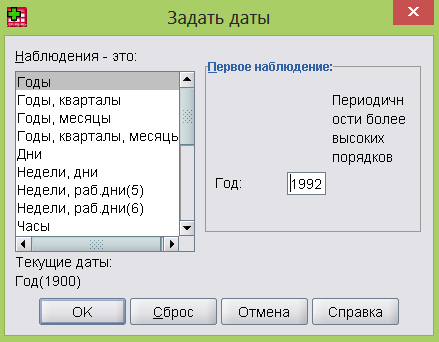 Задать даты
Наблюдения - это:
Годы
Годы, кварталы
Годы, месяцы
Годы, кварталы, месяцы
Дни
Недели, дни
Недели, раб.дни(5)
Недели, раб.дни(6)
Часы
Первое наблюдение:
Периодичн
ости более
высоких
порядков
Год: 1992
Текущие даты:
Год(1900)
OK Сброс Отмена Справка